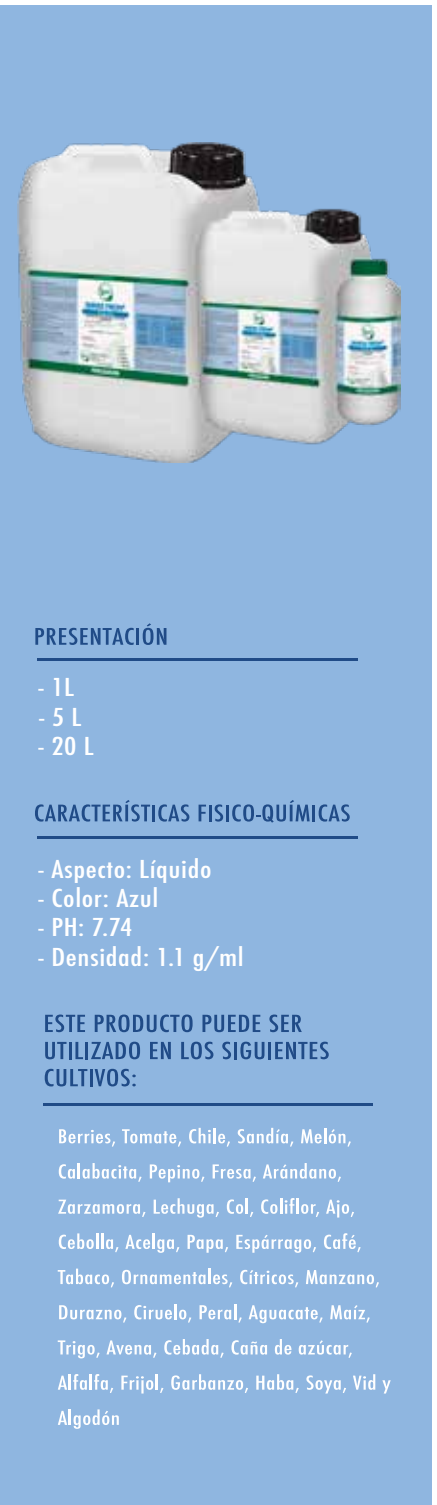 PRESENTACIÓN
- 1L
- 5 L
- 20 L
CARACTERÍSTICAS FISICO-QUÍMICAS
- Aspecto: Líquido
- Color: Azul
- PH: 7.74
- Densidad: 1.1 g/ml
ESTE PRODUCTO PUEDE SER
UTILIZADO EN LOS SIGUIENTES
CULTIVOS:
Berries, Tomate, Chile, Sandía, Melón,
Calabacita, Pepino, Fresa, Arándano,
Zarzamora, Lechuga, Col, Coliflor, Ajo,
Cebolla, Acelga, Papa, Espárrago, Café,
Tabaco, Ornamentales, Cítricos, Manzano,
Durazno, Ciruelo, Peral, Aguacate, Maíz,
Trigo, Avena, Cebada, Caña de azúcar,
Alfalfa, Frijol, Garbanzo, Haba, Soya, Vid y
Algodón